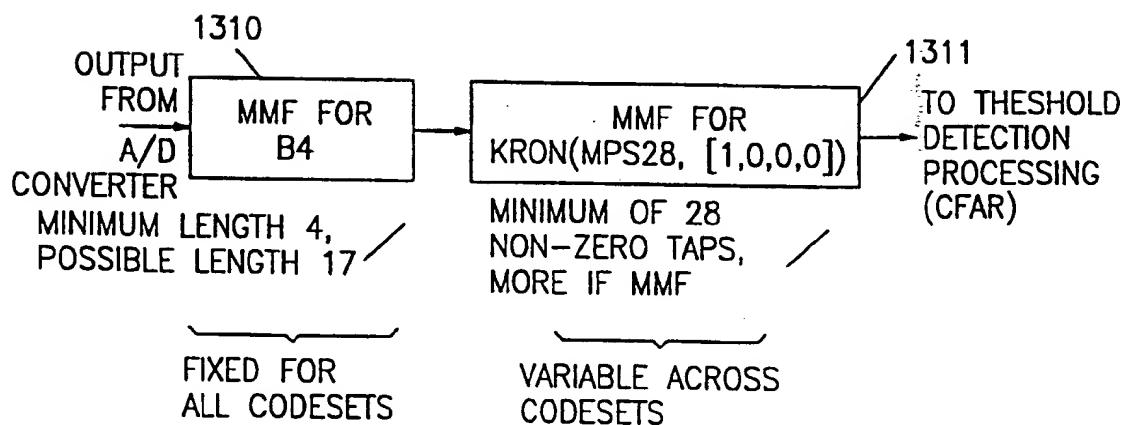 1310
OUTPUT
FROM
A/D
CONVERTER
MMF FOR
B4
MINIMUM LENGTH 4,
POSSIBLE LENGTH 17
FIXED FOR
ALL CODESETS
1311
MMF FOR
KRON(MPS28, [1,0,0,0])
MINIMUM OF 28
NON-ZERO TAPS,
MORE IF MMF
VARIABLE ACROSS
CODESETS
TO THESHOLD
DETECTION
PROCESSING
(CFAR)